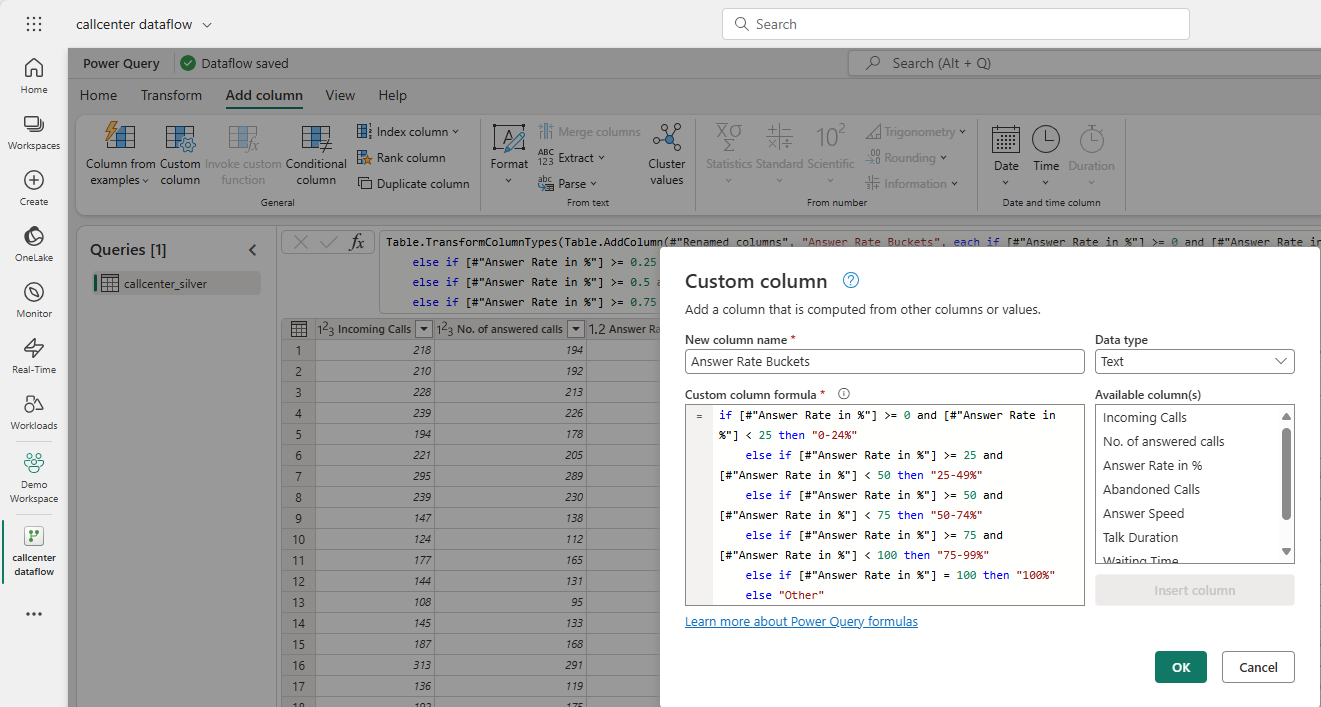 callcenter dataflow
Search
Home
Workspaces
Create
OneLake
Monitor
Real-Time
Workloads
Demo
Workspace
callcenter
dataflow
Power Query
Dataflow saved
Search (Alt + Q)
Home Transform Add column View Help
Column from
examples
Custom
column
Invoke custom
function
Conditional
column
Index column
Rank column
Duplicate column
General
Format
Merge columns
ABC
123 Extract
abc Parse
Cluster
values
From text
Statistics
Standard
10²
Scientific
Trigonometry
.00 Rounding
Information
From number
Date
Time
Duration
Date and time column
Queries [1]
callcenter_silver
fx
Table.TransformColumnTypes(Table.AddColumn(#"Renamed columns", "Answer Rate Buckets", each if [#"Answer Rate in %"] >= 0 and [#"Answer Rate in
else if [#"Answer Rate in %"] >= 0.25
else if [#"Answer Rate in %"] >= 0.5
else if [#"Answer Rate in %"] >= 0.75
1²3 Incoming Calls 1²3 No. of answered calls 1.2 Answer Ra
1 218 194
2 210 192
3 228 213
4 239 226
5 194 178
6 221 205
7 295 289
8 239 230
9 147 138
10 124 112
11 177 165
12 144 131
13 108 95
14 145 133
15 187 168
16 313 291
17 136 119
18 192 175
Custom column
Add a column that is computed from other columns or values.
New column name *
Answer Rate Buckets
Data type
Text
Custom column formula *
= if [#"Answer Rate in %"] >= 0 and [#"Answer Rate in
%"] < 25 then "0-24%"
else if [#"Answer Rate in %"] >= 25 and
[#"Answer Rate in %"] < 50 then "25-49%"
else if [#"Answer Rate in %"] >= 50 and
[#"Answer Rate in %"] < 75 then "50-74%"
else if [#"Answer Rate in %"] >= 75 and
[#"Answer Rate in %"] < 100 then "75-99%"
else if [#"Answer Rate in %"] = 100 then "100%"
else "Other"
Available column(s)
Incoming Calls
No. of answered calls
Answer Rate in %
Abandoned Calls
Answer Speed
Talk Duration
Waiting Time
Insert column
Learn more about Power Query formulas
OK
Cancel